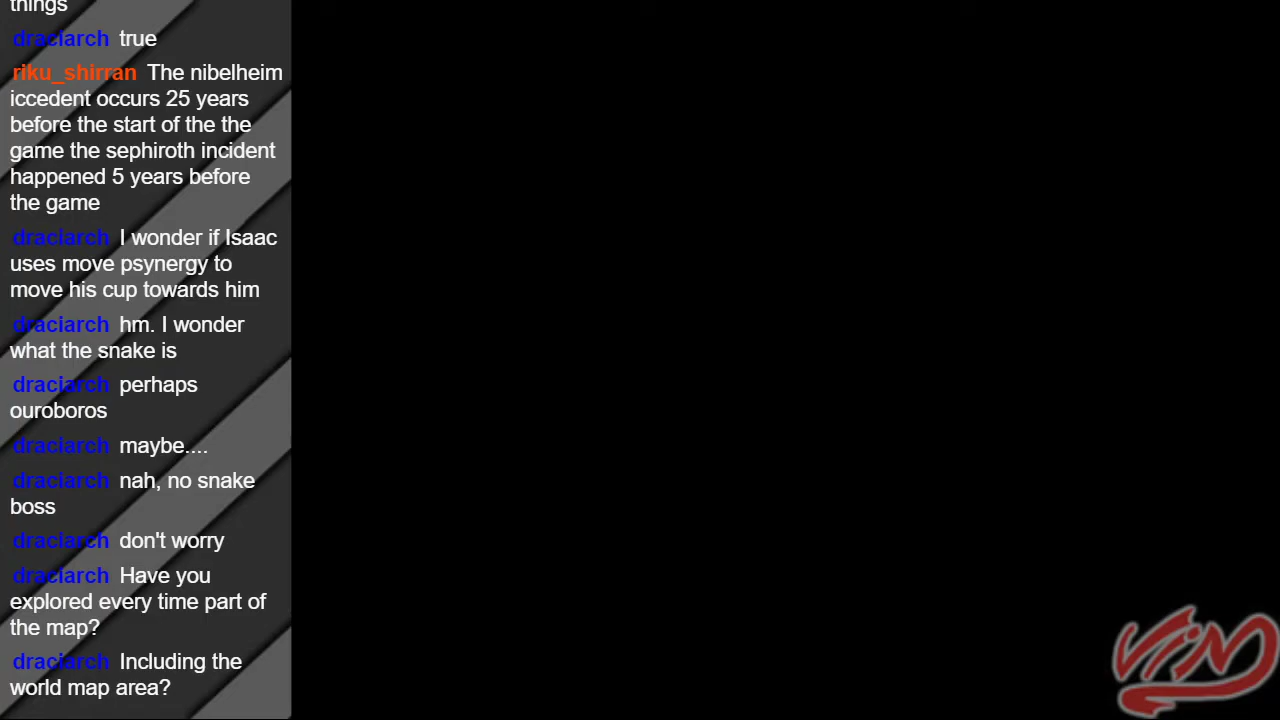 things
draciarch true
riku_shirran The nibelheim
iccedent occurs 25 years
before the start of the the
game the sephiroth incident
happened 5 years before
the game
draciarch I wonder if Isaac
uses move psynergy to
move his cup towards him
draciarch hm. I wonder
what the snake is
draciarch perhaps
ouroboros
draciarch maybe....
draciarch nah, no snake
boss
draciarch don't worry
draciarch Have you
explored every time part of
the map?
draciarch Including the
world map area?
VIM